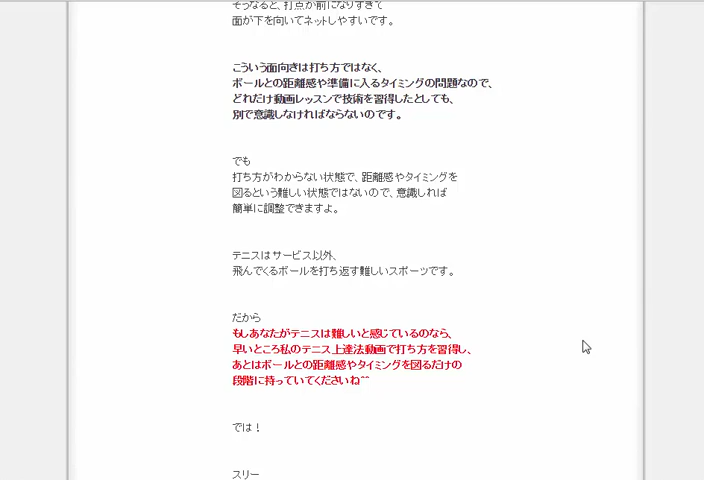 そうなると、打点が前になりすぎて
面が下を向いてネットしやすいです。
こういう面向きは打ち方ではなく、
ボールとの距離感や準備に入るタイミングの問題なので、
どれだけ動画レッスンで技術を習得したとしても、
別で意識しなければならないのです。
でも
打ち方がわからない状態で、距離感やタイミングを
図るという難しい状態ではないので、意識しれば
簡単に調整できますよ。
テニスはサービス以外、
飛んでくるボールを打ち返す難しいスポーツです。
だから
もしあなたがテニスは難しいと感じているのなら、
早いところ私のテニス上達法動画で打ち方を習得し、
あとはボールとの距離感やタイミングを図るだけの
段階に持っていてくださいね^^
では！
スリー